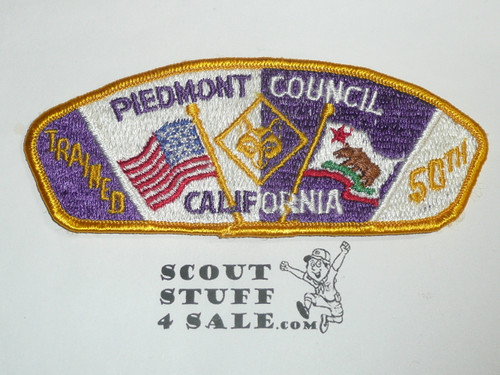 PIEDMONT COUNCIL
TRAINED
50TH
CALIFORNIA
SCOUT
STUFF
4 SALE.com